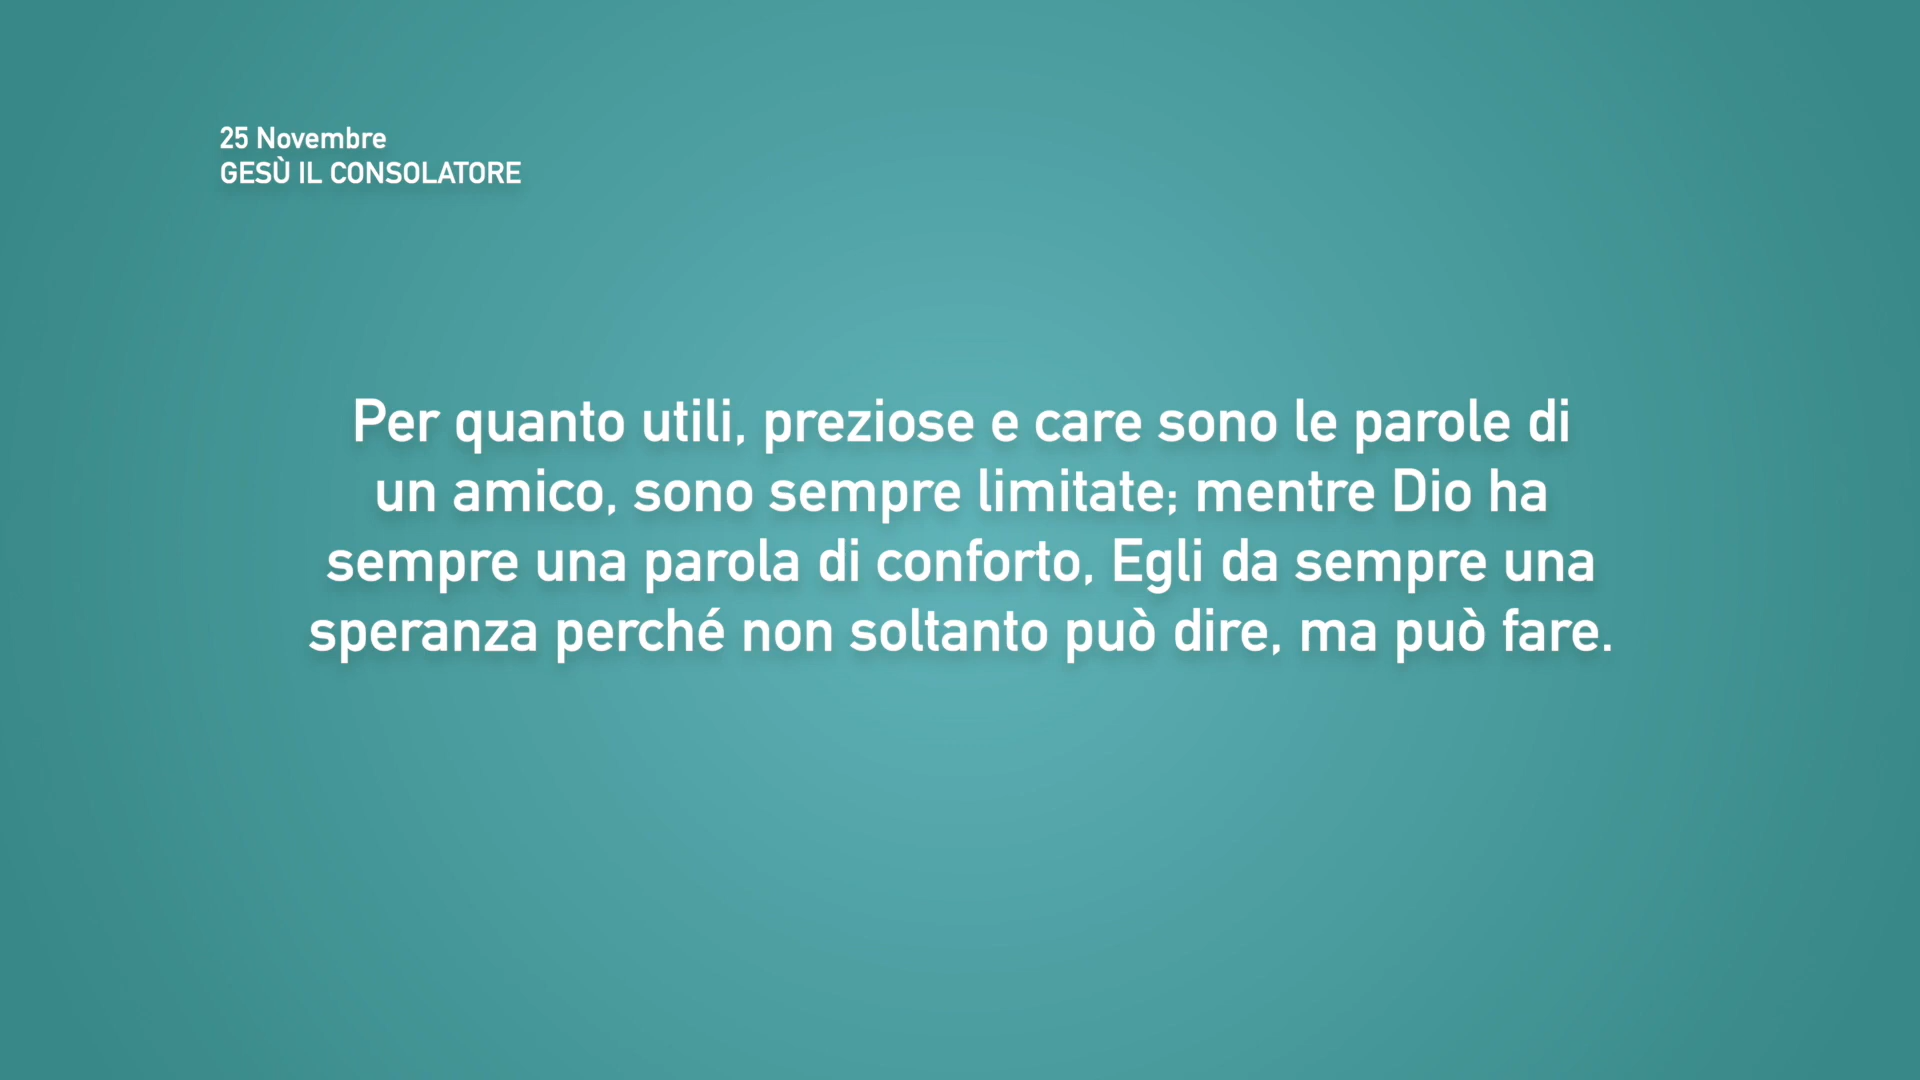 25 Novembre
GESÙ IL CONSOLATORE
Per quanto utili, preziose e care sono le parole di
un amico, sono sempre limitate; mentre Dio ha
sempre una parola di conforto, Egli da sempre una
speranza perché non soltanto può dire, ma può fare.